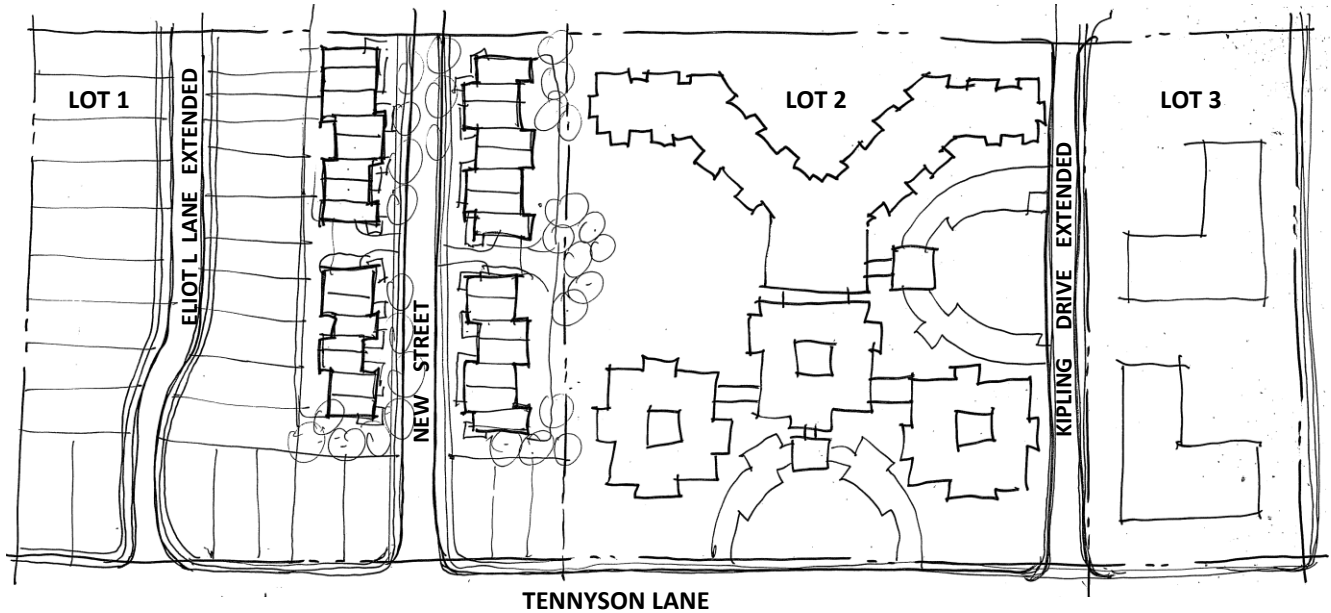 LOT 1
ELIOT L LANE EXTENDED
NEW STREET
LOT 2
KIPLING DRIVE EXTENDED
LOT 3
TENNYSON LANE